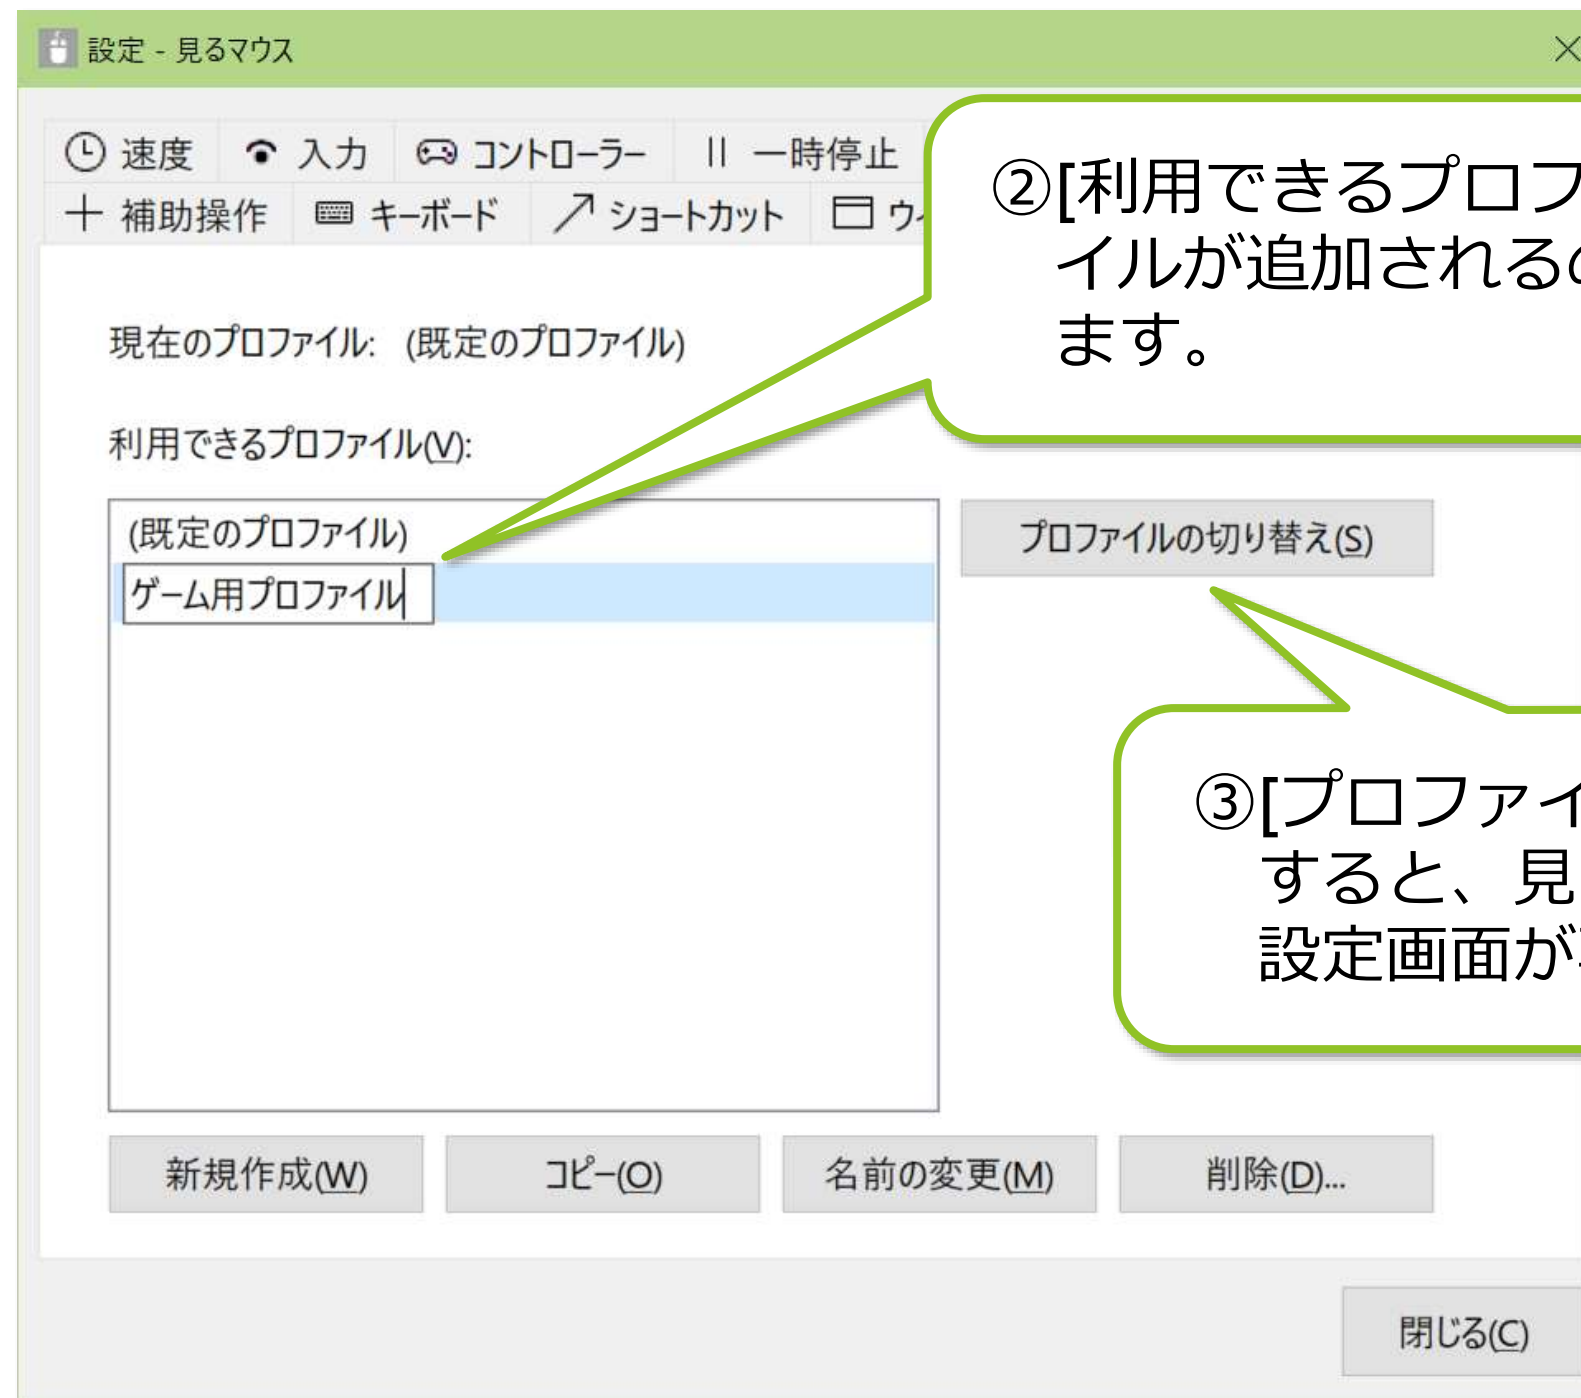 設定 - 見るマウス
速度 入力 コントローラー 一時停止
補助操作 キーボード ショートカット
②[利用できるプロフ
イルが追加されるの
ます。
現在のプロファイル: (既定のプロファイル)
利用できるプロファイル(V):
(既定のプロファイル)
ゲーム用プロファイル
プロファイルの切り替え(S)
③[プロファイ
すると、見
設定画面が
新規作成(W) コピー(O) 名前の変更(M) 削除(D)...
閉じる(C)